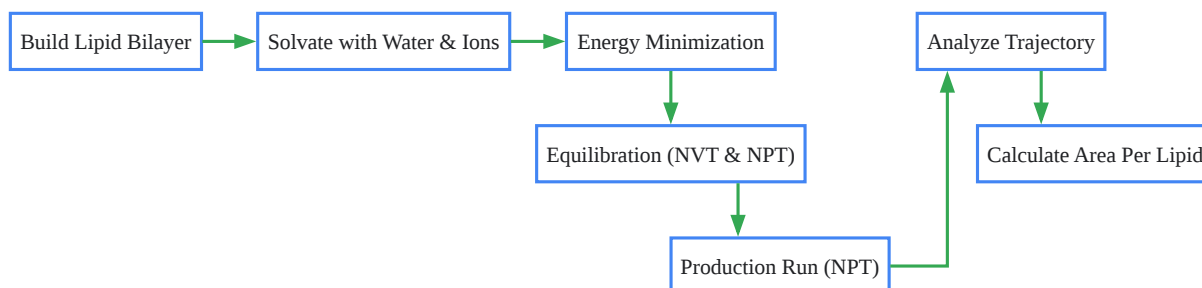 Build Lipid Bilayer
Solvate with Water & Ions
Energy Minimization
Equilibration (NVT & NPT)
Production Run (NPT)
Analyze Trajectory
Calculate Area Per Lipid